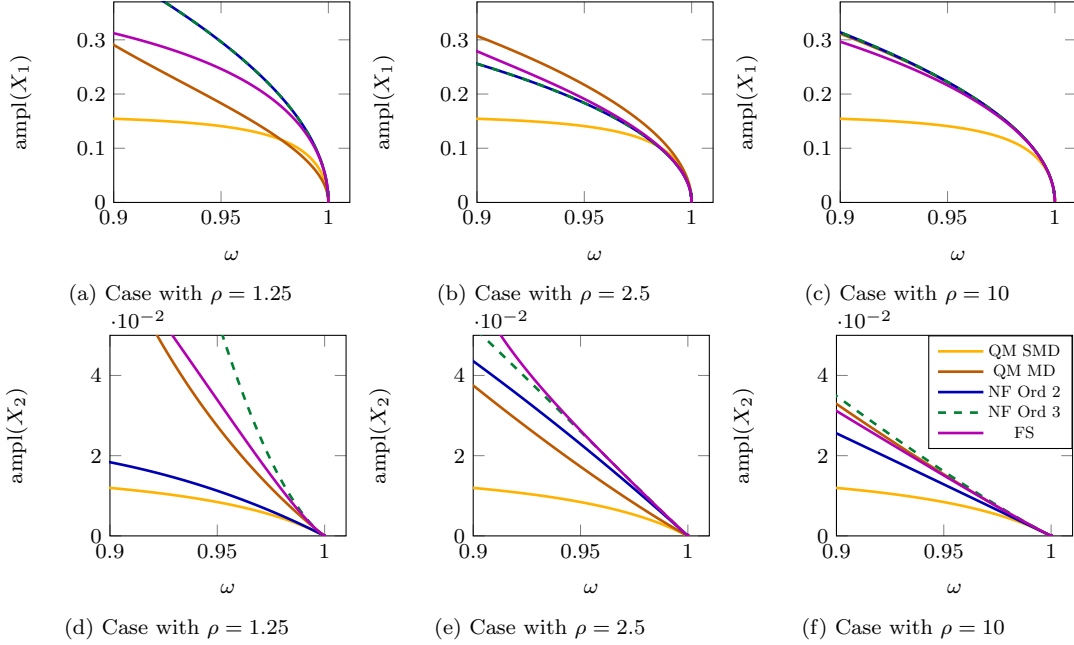 0.3
0.2
0.1
0
0.9
0.95
1
ampl(X₁)
ω
(a) Case with ρ = 1.25
0.3
0.2
0.1
0
0.9
0.95
1
ampl(X₁)
ω
(b) Case with ρ = 2.5
0.3
0.2
0.1
0
0.9
0.95
1
ampl(X₁)
ω
(c) Case with ρ = 10
·10⁻²
4
2
0
0.9
0.95
1
ampl(X₂)
ω
(d) Case with ρ = 1.25
·10⁻²
4
2
0
0.9
0.95
1
ampl(X₂)
ω
(e) Case with ρ = 2.5
·10⁻²
4
2
0
0.9
0.95
1
ampl(X₂)
ω
QM SMD
QM MD
NF Ord 2
NF Ord 3
FS
(f) Case with ρ = 10